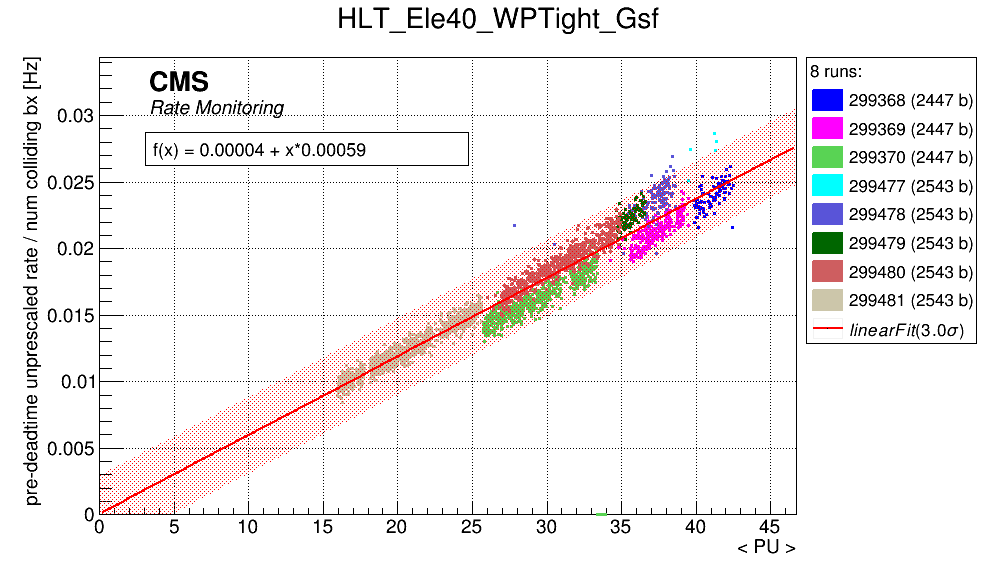 HLT_Ele40_WPTight_Gsf
pre-deadtime unprescaled rate / num colliding bx [Hz]
CMS
Rate Monitoring
f(x) = 0.00004 + x*0.00059
0.03
0.025
0.02
0.015
0.01
0.005
0
0 5 10 15 20 25 30 35 40 45
< PU >
8 runs:
299368 (2447 b)
299369 (2447 b)
299370 (2447 b)
299477 (2543 b)
299478 (2543 b)
299479 (2543 b)
299480 (2543 b)
299481 (2543 b)
linearFit(3.0σ)